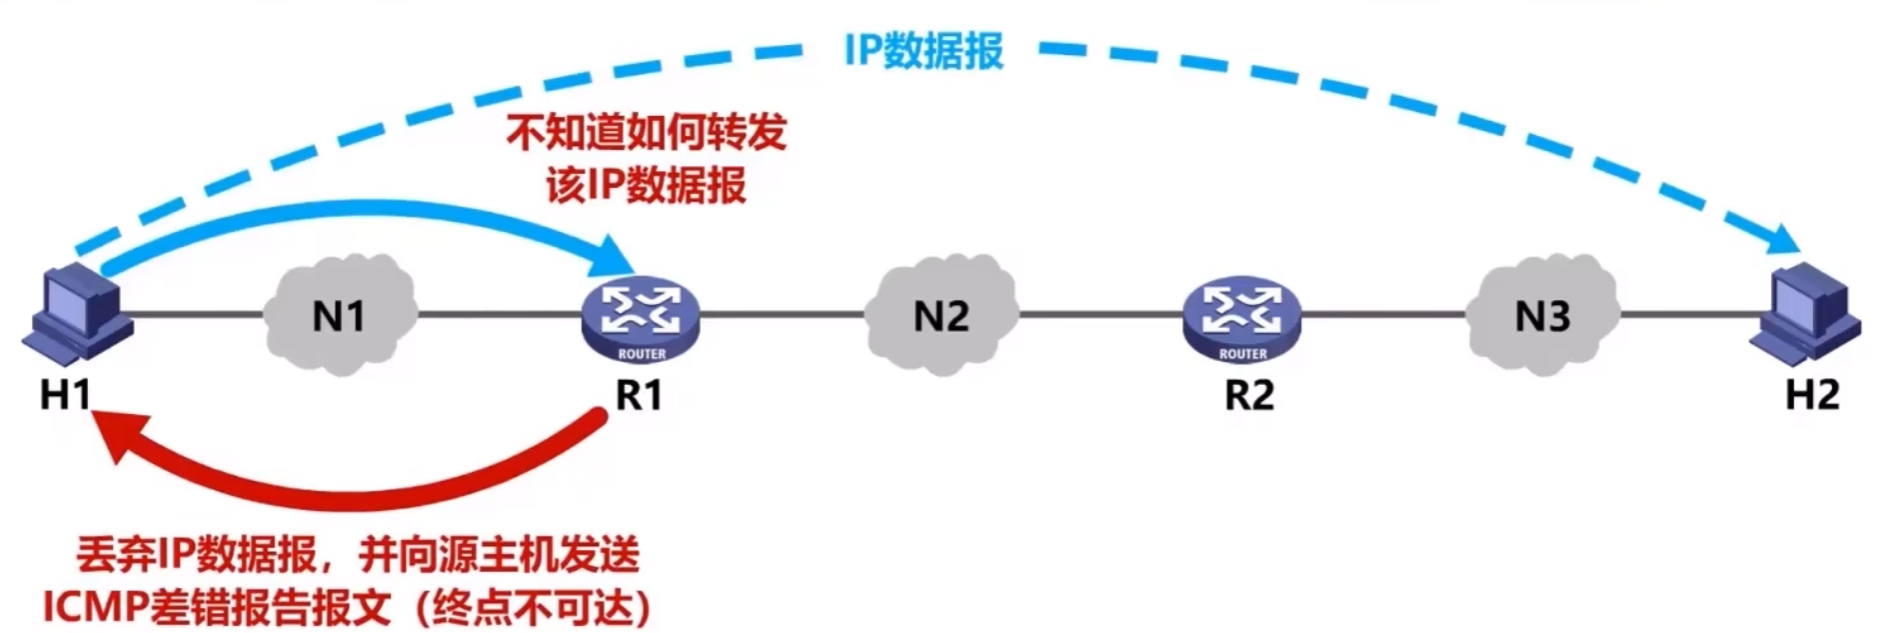 IP数据报
不知道如何转发
该IP数据报
N1
N2
N3
ROUTER
ROUTER
H1
R1
R2
H2
丢弃IP数据报，并向源主机发送
ICMP差错报告报文（终点不可达）